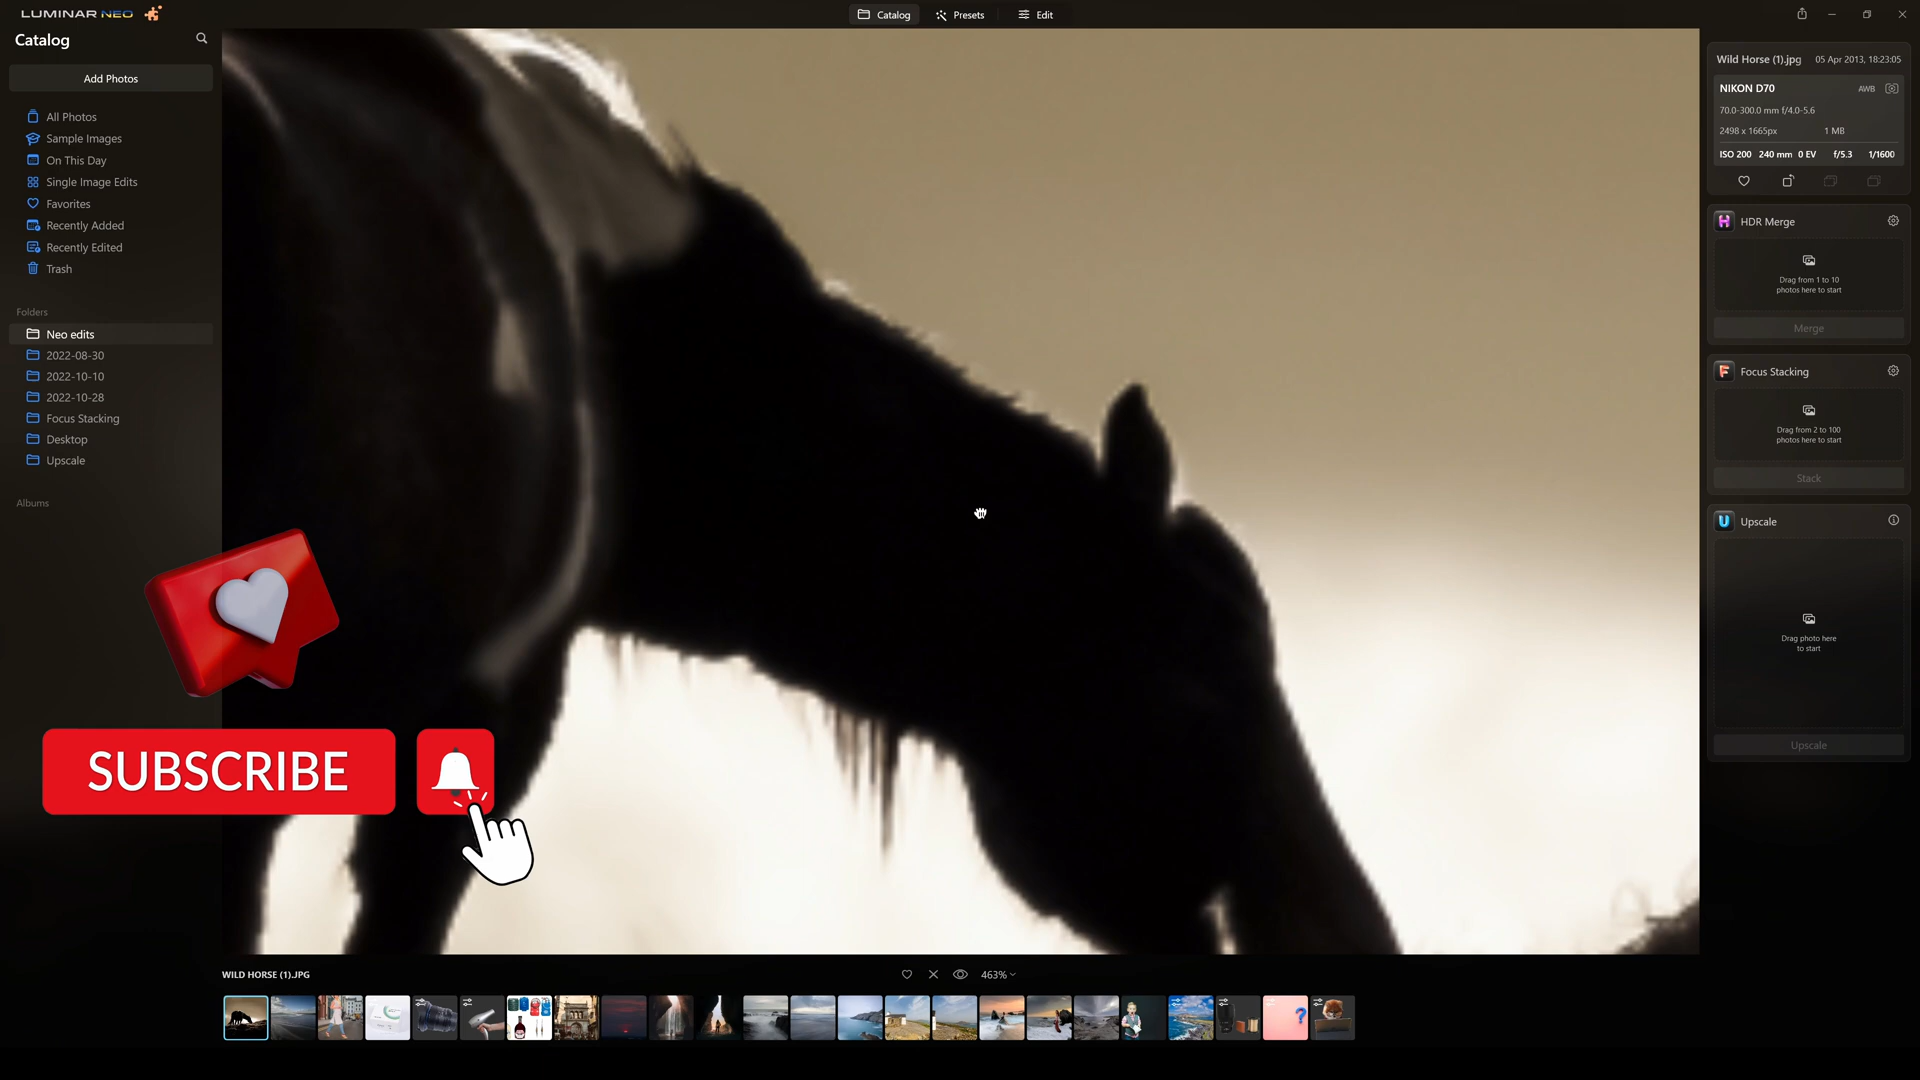 LUMINAR NEO
Catalog
Presets
Edit
Catalog
Add Photos
All Photos
Sample Images
On This Day
Single Image Edits
Favorites
Recently Added
Recently Edited
Trash
Folders
Neo edits
2022-08-30
2022-10-10
2022-10-28
Focus Stacking
Desktop
Upscale
Albums
SUBSCRIBE
WILD HORSE (1).JPG
463%
?
Wild Horse (1).jpg 05 Apr 2013, 18:23:05
NIKON D70 AWB
70.0-300.0 mm f/4.0-5.6
2498 x 1665px 1 MB
ISO 200 240 mm 0 EV f/5.3 1/1600
H HDR Merge
Drag from 1 to 10
photos here to start
Merge
F Focus Stacking
Drag from 2 to 100
photos here to start
Stack
U Upscale
Drag photo here
to start
Upscale